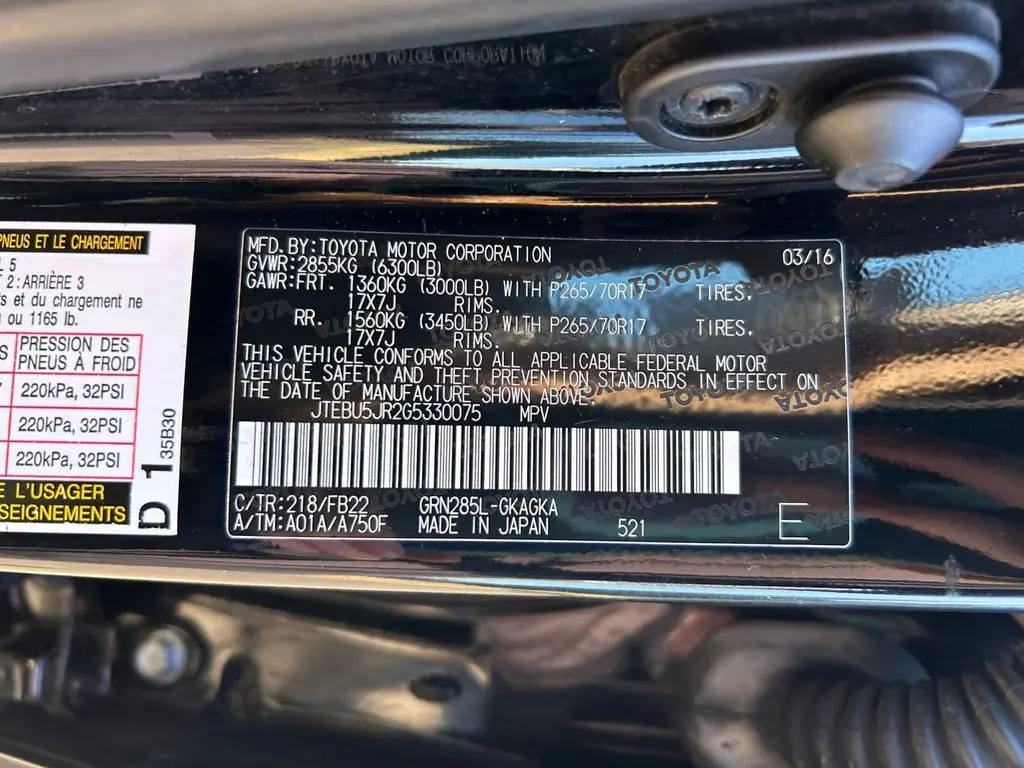 PNEUS ET LE CHARGEMENT
L 5
2 : ARRIÈRE 3
s et du chargement ne
ou 1165 lb.
PRESSION DES
PNEUS À FROID
220kPa, 32PSI
220kPa, 32PSI
220kPa, 32PSI
L'USAGER
SEIGNEMENTS
D 1 35B30
MFD.BY:TOYOTA MOTOR CORPORATION 03/16
GVWR:2855KG (6300LB)
GAWR:FRT. 1360KG (3000LB) WITH P265/70R17 TIRES,
17X7J RIMS.
RR. 1560KG (3450LB) WITH P265/70R17 TIRES,
17X7J RIMS.
THIS VEHICLE CONFORMS TO ALL APPLICABLE FEDERAL MOTOR
VEHICLE SAFETY AND THEFT PREVENTION STANDARDS IN EFFECT ON
THE DATE OF MANUFACTURE SHOWN ABOVE.
JTEBU5JR2G5330075 MPV
C/TR:218/FB22 GRN285L-GKAGKA
A/TM:A01A/A750F MADE IN JAPAN 521 E